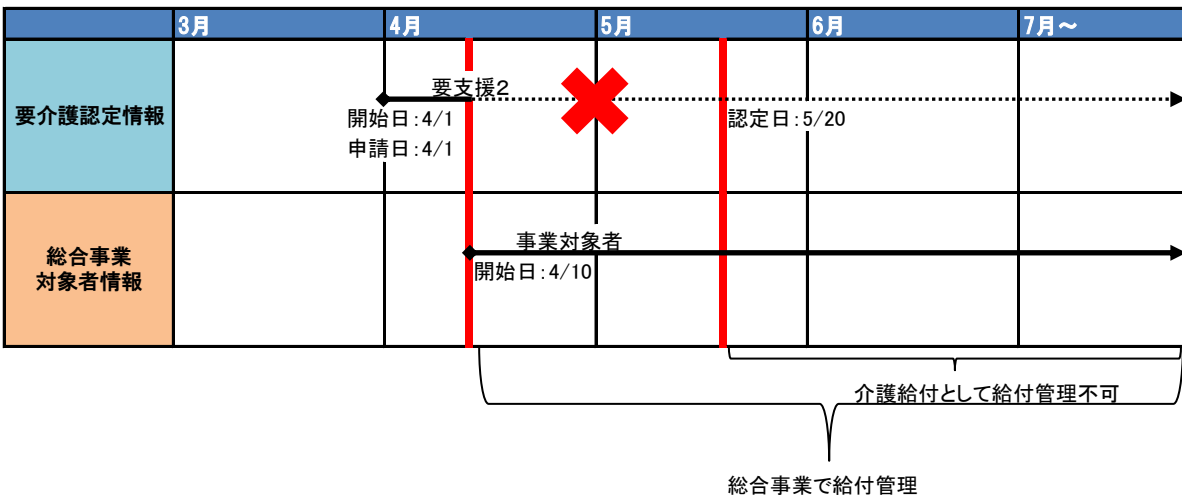 3月 4月 5月 6月 7月～
要介護認定情報
要支援2
開始日：4/1
申請日：4/1
認定日：5/20
総合事業
対象者情報
事業対象者
開始日：4/10
介護給付として給付管理不可
総合事業で給付管理